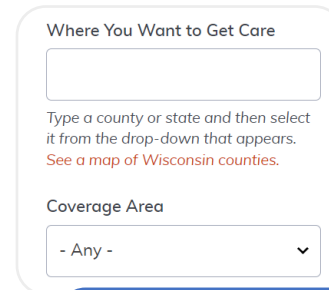 Where You Want to Get Care
Type a county or state and then select
it from the drop-down that appears.
See a map of Wisconsin counties.
Coverage Area
- Any -